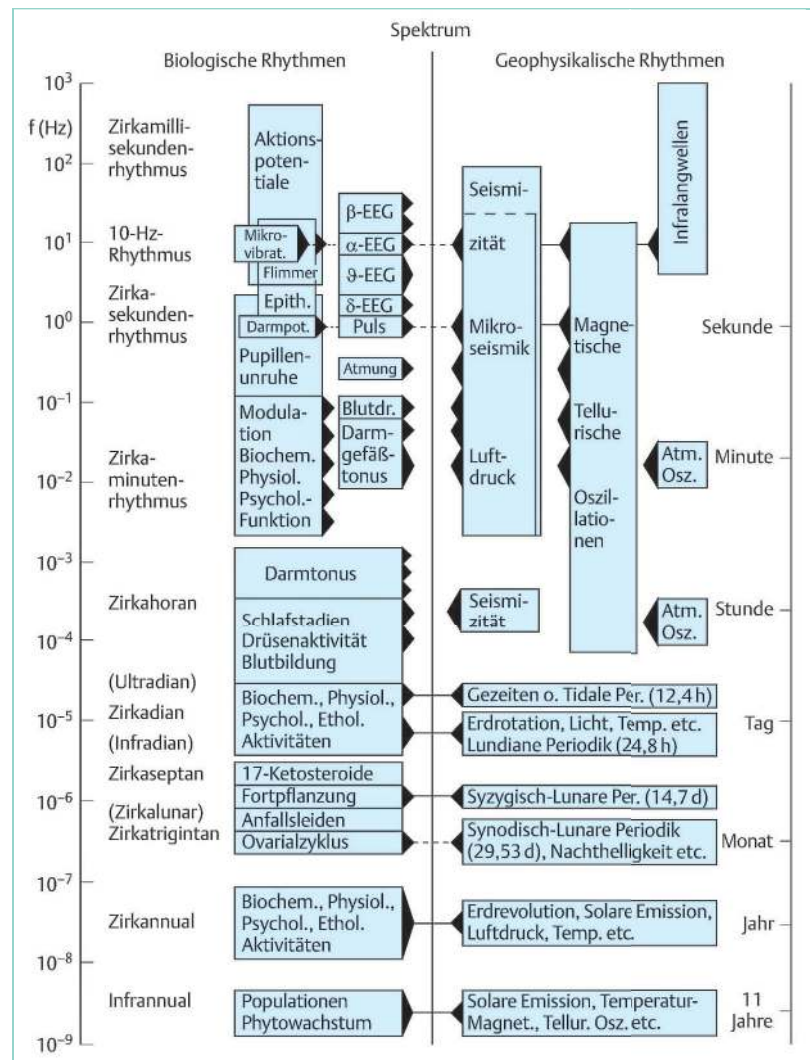 Spektrum
Biologische Rhythmen
Geophysikalische Rhythmen
f (Hz)
10³
10²
10¹
10⁰
10⁻¹
10⁻²
10⁻³
10⁻⁴
10⁻⁵
10⁻⁶
10⁻⁷
10⁻⁸
10⁻⁹
Zirkamilli-
sekunden-
rhythmus
10-Hz-
Rhythmus
Zirka-
sekunden-
rhythmus
Zirka-
minuten-
rhythmus
Zirkahoran
(Ultradian)
Zirkadian
(Infradian)
Zirkaseptan
(Zirkalunar)
Zirkatrigintan
Zirkannual
Infrannual
Aktions-
poten-
tiale
Mikro-
vibrat.
Flimmer
Epith.
Darmpot.
Pupillen-
unruhe
Modula-
tion
Biochem.
Physiol.
Psychol.-
Funktion
β-EEG
α-EEG
ϑ-EEG
δ-EEG
Puls
Atmung
Blutdr.
Darm-
gefäß-
tonus
Darmtonus
Schlafstadien
Drüsenaktivität
Blutbildung
Biochem., Physiol.,
Psychol., Ethol.
Aktivitäten
17-Ketosteroide
Fortpflanzung
Anfallsleiden
Ovarialzyklus
Biochem., Physiol.,
Psychol., Ethol.
Aktivitäten
Populationen
Phytowachstum
Seismi-
zität
Mikro-
seismik
Luft-
druck
Magne-
tische
Tellu-
rische
Oszil-
latio-
nen
Infralangwellen
Atm.
Osz.
Seismi-
zität
Atm.
Osz.
Gezeiten o. Tidale Per. (12,4 h)
Erdrotation, Licht, Temp. etc.
Lundiane Periodik (24,8 h)
Syzygisch-Lunare Per. (14,7 d)
Synodisch-Lunare Periodik
(29,53 d), Nachthelligkeit etc.
Erdrevolution, Solare Emission,
Luftdruck, Temp. etc.
Solare Emission, Temperatur-
Magnet., Tellur. Osz. etc.
Sekunde
Minute
Stunde
Tag
Monat
Jahr
11
Jahre